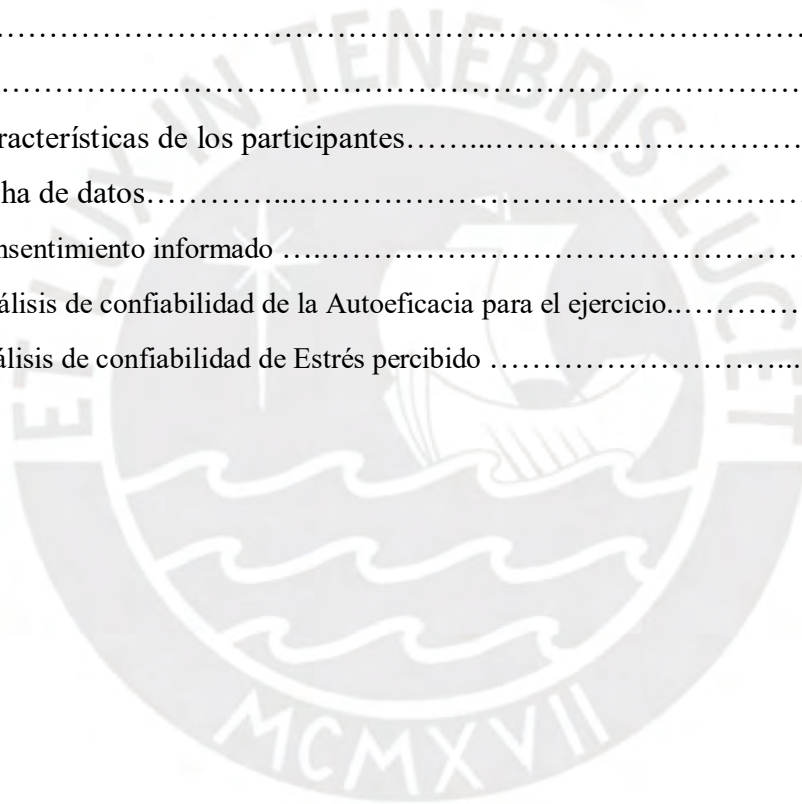 ……………………………………………………………………
……………………………………………………………………
racterísticas de los participantes……...…………………………
ha de datos…………...……………………………………………
nsentimiento informado …..………………………………………
álisis de confiabilidad de la Autoeficacia para el ejercicio..…………
álisis de confiabilidad de Estrés percibido ………………………...
ET LUX IN TENEBRIS LUCET
MCMXVII